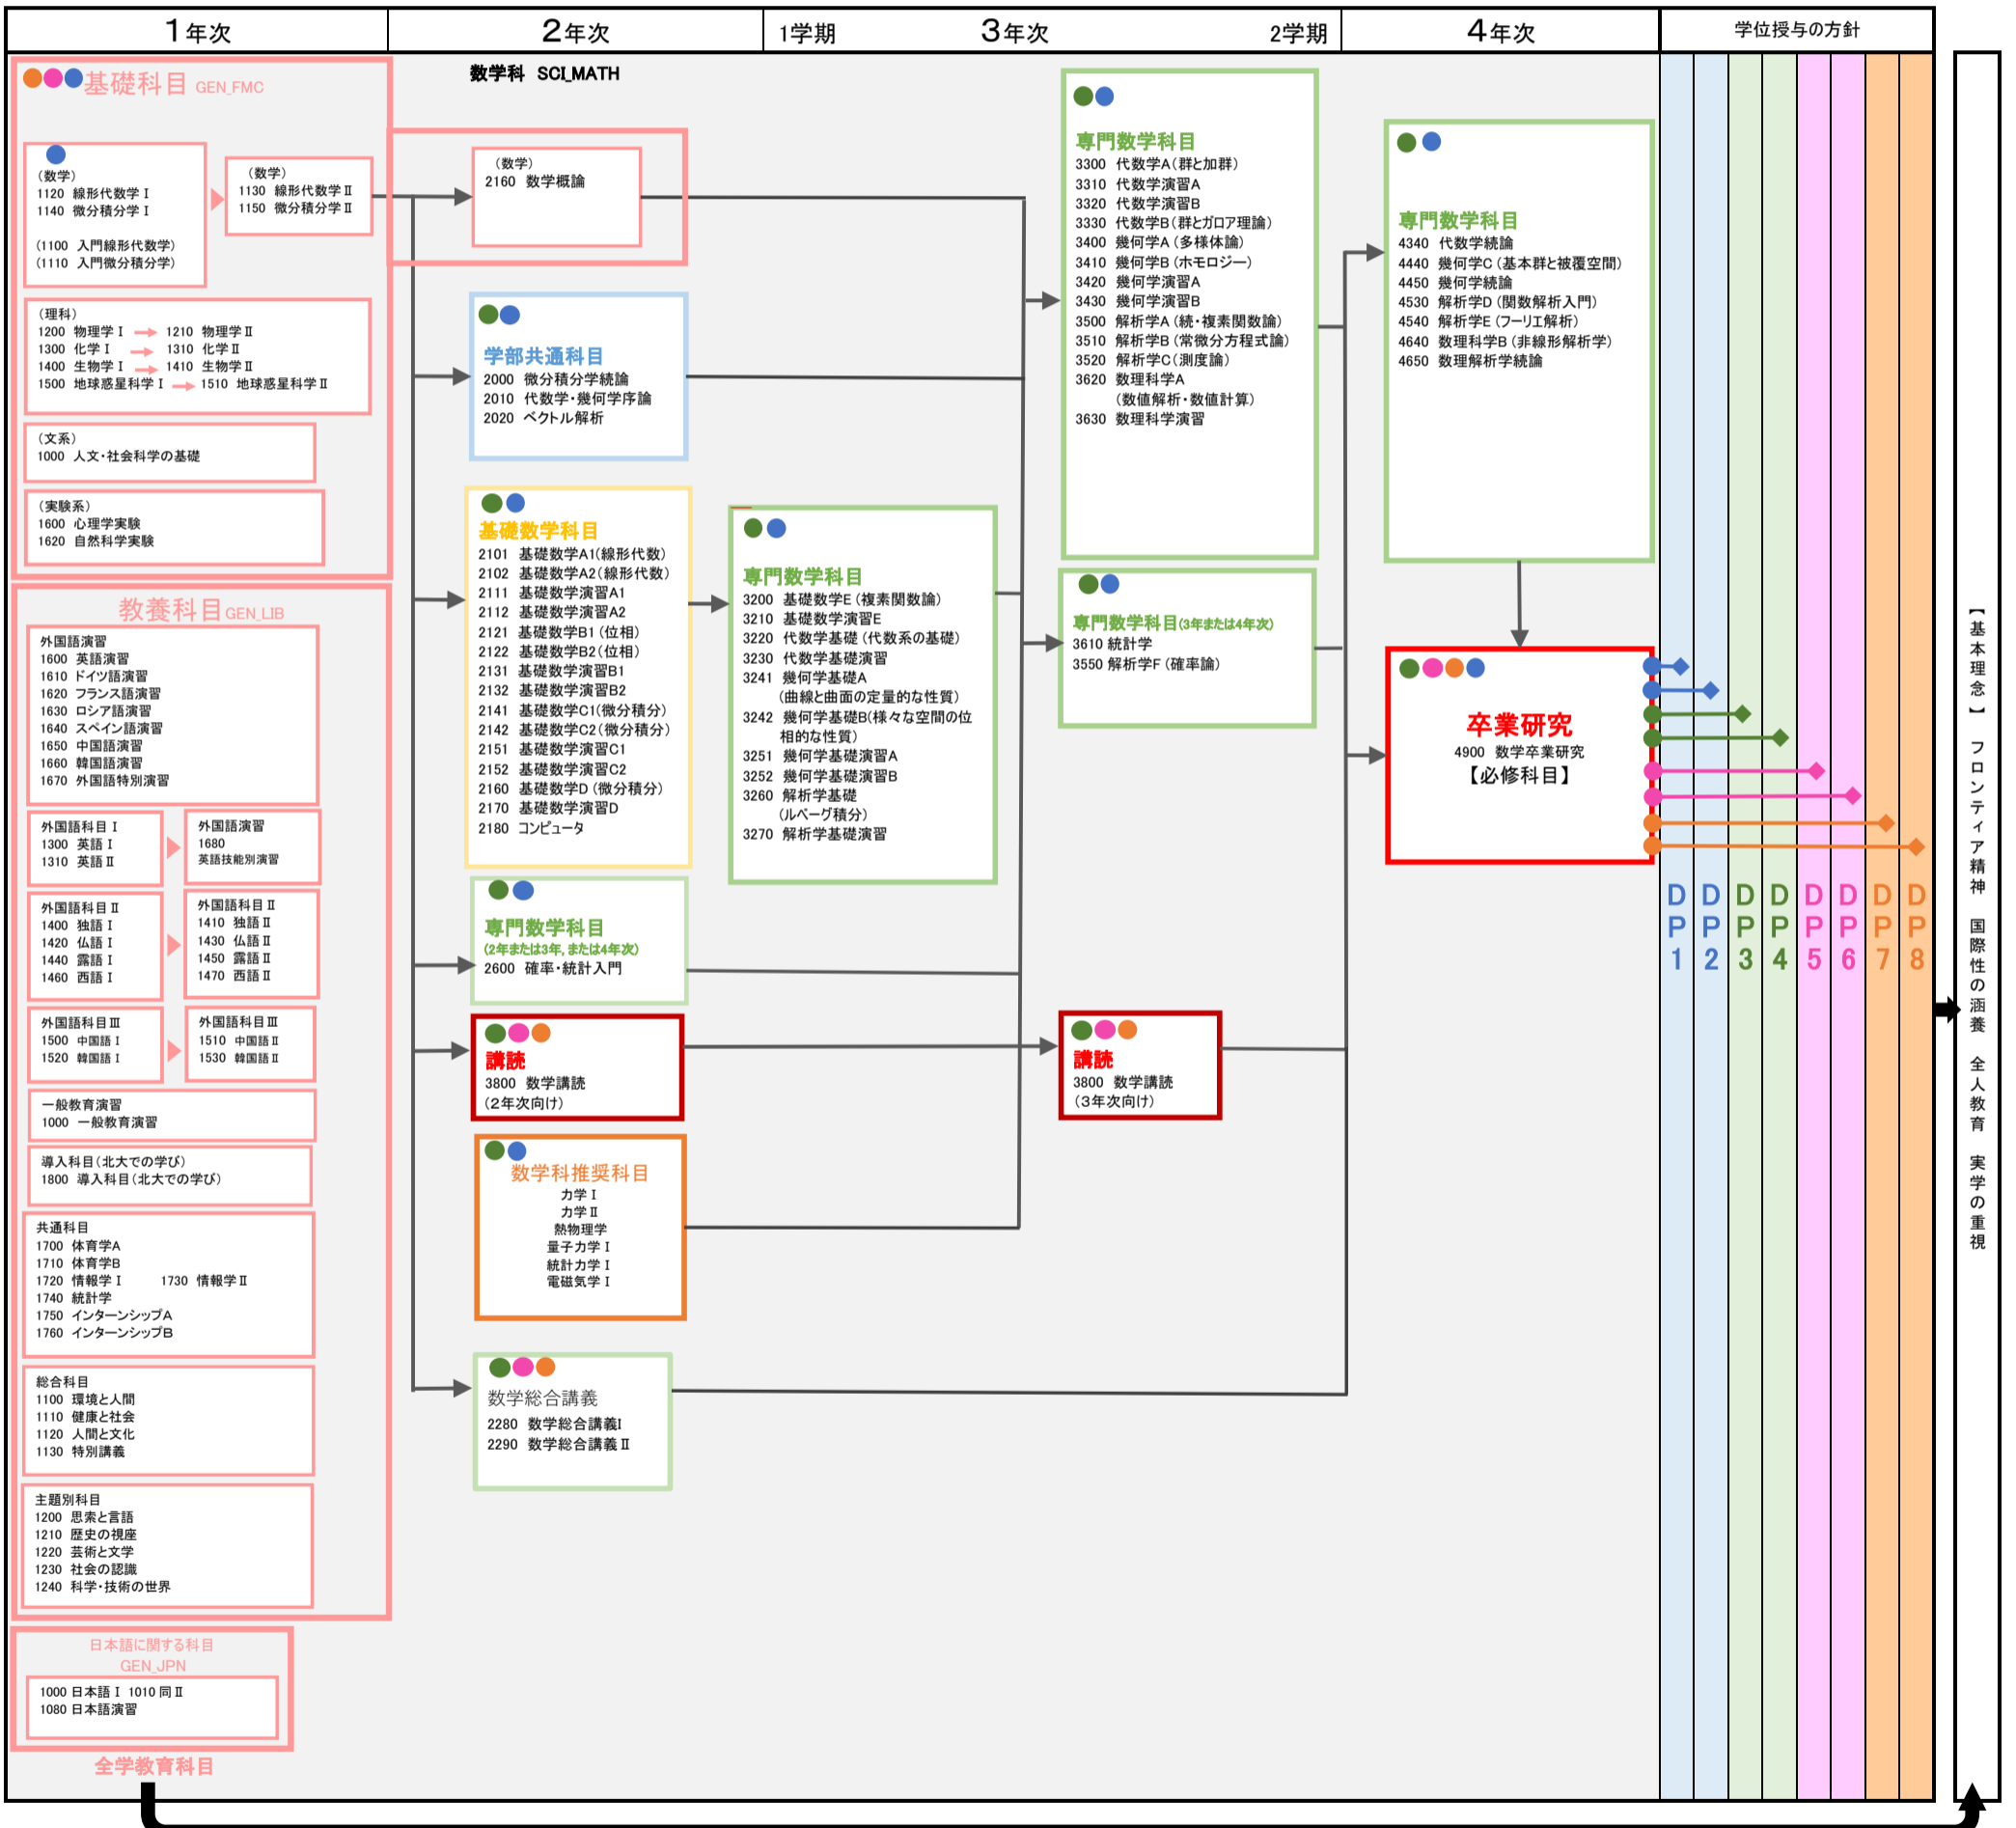 1年次
2年次
1学期
3年次
2学期
4年次
学位授与の方針
基礎科目 GEN_FMC
(数学)
1120 線形代数学Ⅰ
1140 微分積分学Ⅰ
(1100 入門線形代数学)
(1110 入門微分積分学)
(数学)
1130 線形代数学Ⅱ
1150 微分積分学Ⅱ
(理科)
1200 物理学Ⅰ 1210 物理学Ⅱ
1300 化学Ⅰ 1310 化学Ⅱ
1400 生物学Ⅰ 1410 生物学Ⅱ
1500 地球惑星科学Ⅰ 1510 地球惑星科学Ⅱ
(文系)
1000 人文・社会科学の基礎
(実験系)
1600 心理学実験
1620 自然科学実験
教養科目 GEN_LIB
外国語演習
1600 英語演習
1610 ドイツ語演習
1620 フランス語演習
1630 ロシア語演習
1640 スペイン語演習
1650 中国語演習
1660 韓国語演習
1670 外国語特別演習
外国語科目Ⅰ
1300 英語Ⅰ
1310 英語Ⅱ
外国語演習
1680
英語技能別演習
外国語科目Ⅱ
1400 独語Ⅰ
1420 仏語Ⅰ
1440 露語Ⅰ
1460 西語Ⅰ
外国語科目Ⅱ
1410 独語Ⅱ
1430 仏語Ⅱ
1450 露語Ⅱ
1470 西語Ⅱ
外国語科目Ⅲ
1500 中国語Ⅰ
1520 韓国語Ⅰ
外国語科目Ⅲ
1510 中国語Ⅱ
1530 韓国語Ⅱ
一般教育演習
1000 一般教育演習
導入科目(北大での学び)
1800 導入科目(北大での学び)
共通科目
1700 体育学A
1710 体育学B
1720 情報学Ⅰ 1730 情報学Ⅱ
1740 統計学
1750 インターンシップA
1760 インターンシップB
総合科目
1100 環境と人間
1110 健康と社会
1120 人間と文化
1130 特別講義
主題別科目
1200 思索と言語
1210 歴史の視座
1220 芸術と文学
1230 社会の認識
1240 科学・技術の世界
日本語に関する科目
GEN_JPN
1000 日本語Ⅰ 1010 同Ⅱ
1080 日本語演習
全学教育科目
数学科 SCI_MATH
(数学)
2160 数学概論
学部共通科目
2000 微分積分学続論
2010 代数学・幾何学序論
2020 ベクトル解析
基礎数学科目
2101 基礎数学A1(線形代数)
2102 基礎数学A2(線形代数)
2111 基礎数学演習A1
2112 基礎数学演習A2
2121 基礎数学B1(位相)
2122 基礎数学B2(位相)
2131 基礎数学演習B1
2132 基礎数学演習B2
2141 基礎数学C1(微分積分)
2142 基礎数学C2(微分積分)
2151 基礎数学演習C1
2152 基礎数学演習C2
2160 基礎数学D(微分積分)
2170 基礎数学演習D
2180 コンピュータ
専門数学科目
(2年または3年,または4年次)
2600 確率・統計入門
講読
3800 数学講読
(2年次向け)
数学科推奨科目
力学Ⅰ
力学Ⅱ
熱物理学
量子力学Ⅰ
統計力学Ⅰ
電磁気学Ⅰ
数学総合講義
2280 数学総合講義I
2290 数学総合講義Ⅱ
専門数学科目
3200 基礎数学E(複素関数論)
3210 基礎数学演習E
3220 代数学基礎(代数系の基礎)
3230 代数学基礎演習
3241 幾何学基礎A
(曲線と曲面の定量的な性質)
3242 幾何学基礎B(様々な空間の位
相的な性質)
3251 幾何学基礎演習A
3252 幾何学基礎演習B
3260 解析学基礎
(ルベーグ積分)
3270 解析学基礎演習
専門数学科目
3300 代数学A(群と加群)
3310 代数学演習A
3320 代数学演習B
3330 代数学B(群とガロア理論)
3400 幾何学A(多様体論)
3410 幾何学B(ホモロジー)
3420 幾何学演習A
3430 幾何学演習B
3500 解析学A(続・複素関数論)
3510 解析学B(常微分方程式論)
3520 解析学C(測度論)
3620 数理科学A
(数値解析・数値計算)
3630 数理科学演習
専門数学科目(3年または4年次)
3610 統計学
3550 解析学F(確率論)
講読
3800 数学講読
(3年次向け)
専門数学科目
4340 代数学続論
4440 幾何学C(基本群と被覆空間)
4450 幾何学続論
4530 解析学D(関数解析入門)
4540 解析学E(フーリエ解析)
4640 数理科学B(非線形解析学)
4650 数理解析学続論
卒業研究
4900 数学卒業研究
【必修科目】
DP1
DP2
DP3
DP4
DP5
DP6
DP7
DP8
【基本理念】 フロンティア精神 国際性の涵養 全人教育 実学の重視